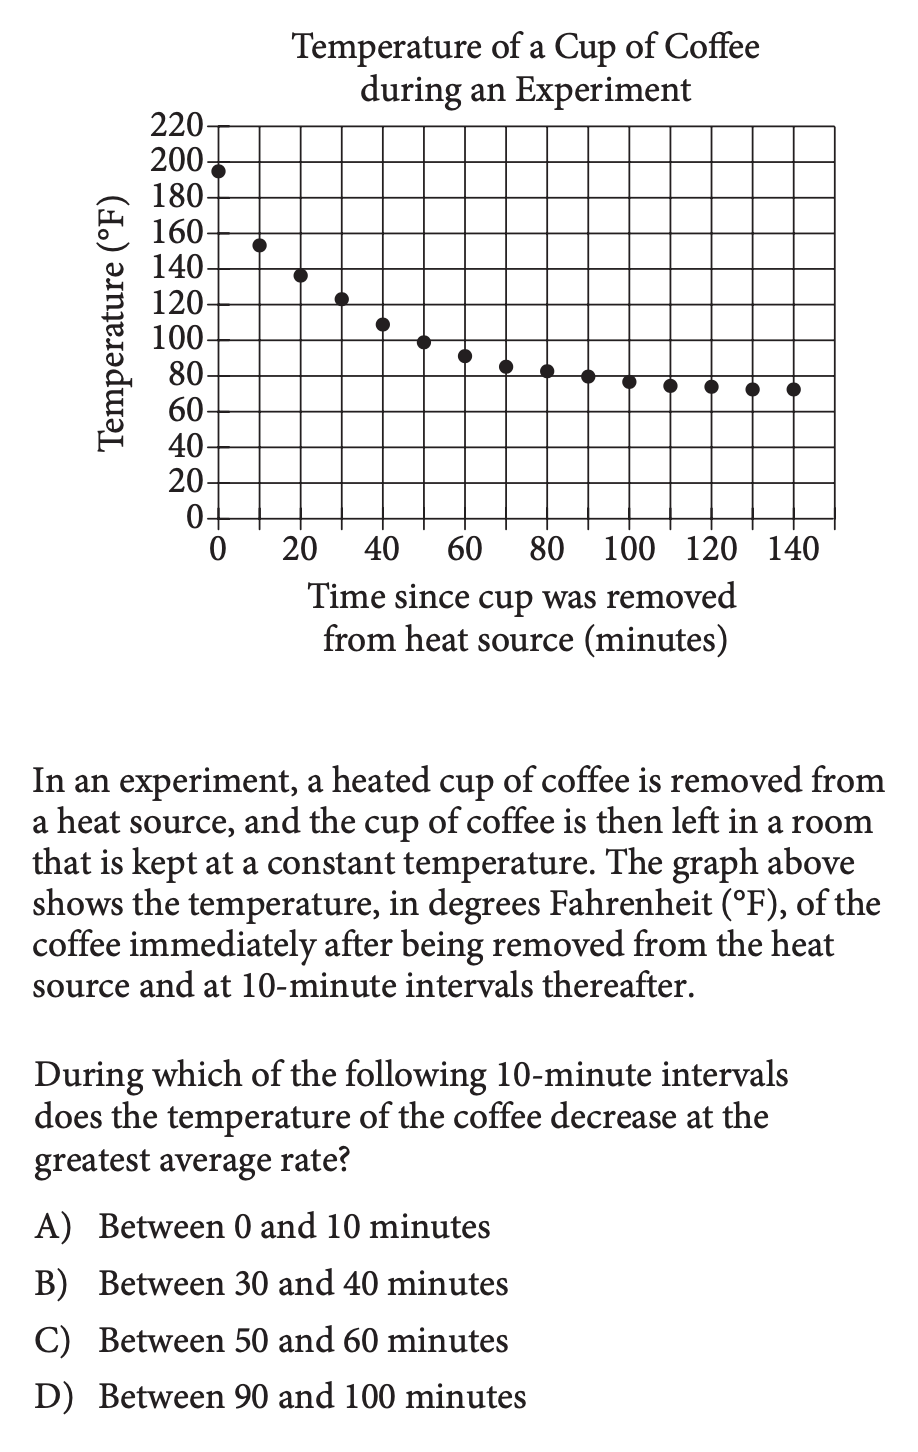 Temperature of a Cup of Coffee
during an Experiment
220
200
180
160
140
120
100
80
60
40
20
0
Temperature (°F)
0 20 40 60 80 100 120 140
Time since cup was removed
from heat source (minutes)
In an experiment, a heated cup of coffee is removed from
a heat source, and the cup of coffee is then left in a room
that is kept at a constant temperature. The graph above
shows the temperature, in degrees Fahrenheit (°F), of the
coffee immediately after being removed from the heat
source and at 10-minute intervals thereafter.
During which of the following 10-minute intervals
does the temperature of the coffee decrease at the
greatest average rate?
A) Between 0 and 10 minutes
B) Between 30 and 40 minutes
C) Between 50 and 60 minutes
D) Between 90 and 100 minutes